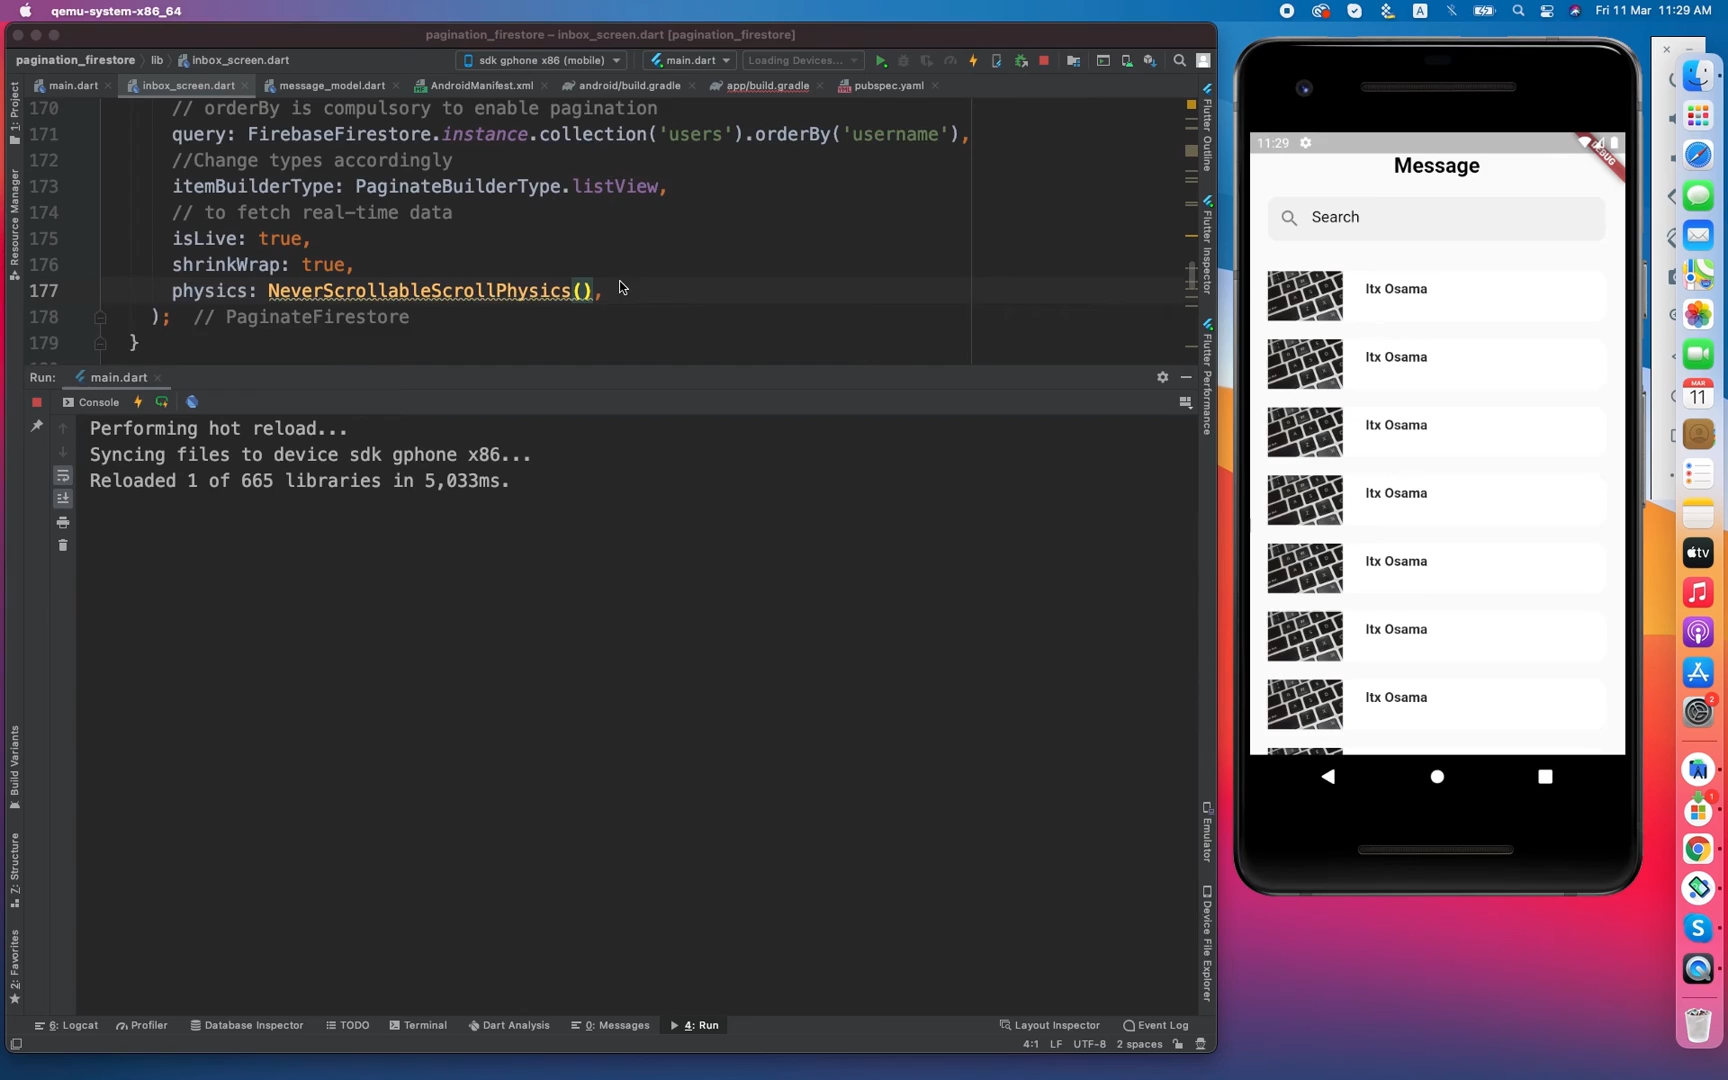 qemu-system-x86_64
Fri 11 Mar 11:29 AM
pagination_firestore – inbox_screen.dart [pagination_firestore]
pagination_firestore lib inbox_screen.dart
sdk gphone x86 (mobile)
main.dart
Loading Devices...
main.dart
inbox_screen.dart
message_model.dart
AndroidManifest.xml
android/build.gradle
app/build.gradle
pubspec.yaml
170 // orderBy is compulsory to enable pagination
171 query: FirebaseFirestore.instance.collection('users').orderBy('username'),
172 //Change types accordingly
173 itemBuilderType: PaginateBuilderType.listView,
174 // to fetch real-time data
175 isLive: true,
176 shrinkWrap: true,
177 physics: NeverScrollableScrollPhysics(),
178 ); // PaginateFirestore
179 }
Run: main.dart
Console
Performing hot reload...
Syncing files to device sdk gphone x86...
Reloaded 1 of 665 libraries in 5,033ms.
1: Project
Resource Manager
Build Variants
7: Structure
2: Favorites
Flutter Outline
Flutter Inspector
Flutter Performance
Emulator
Device File Explorer
6: Logcat
Profiler
Database Inspector
TODO
Terminal
Dart Analysis
0: Messages
4: Run
Layout Inspector
Event Log
4:1 LF UTF-8 2 spaces
11:29
DEBUG
Message
Search
Itx Osama
Itx Osama
Itx Osama
Itx Osama
Itx Osama
Itx Osama
Itx Osama
MAR
11
tv
2
1